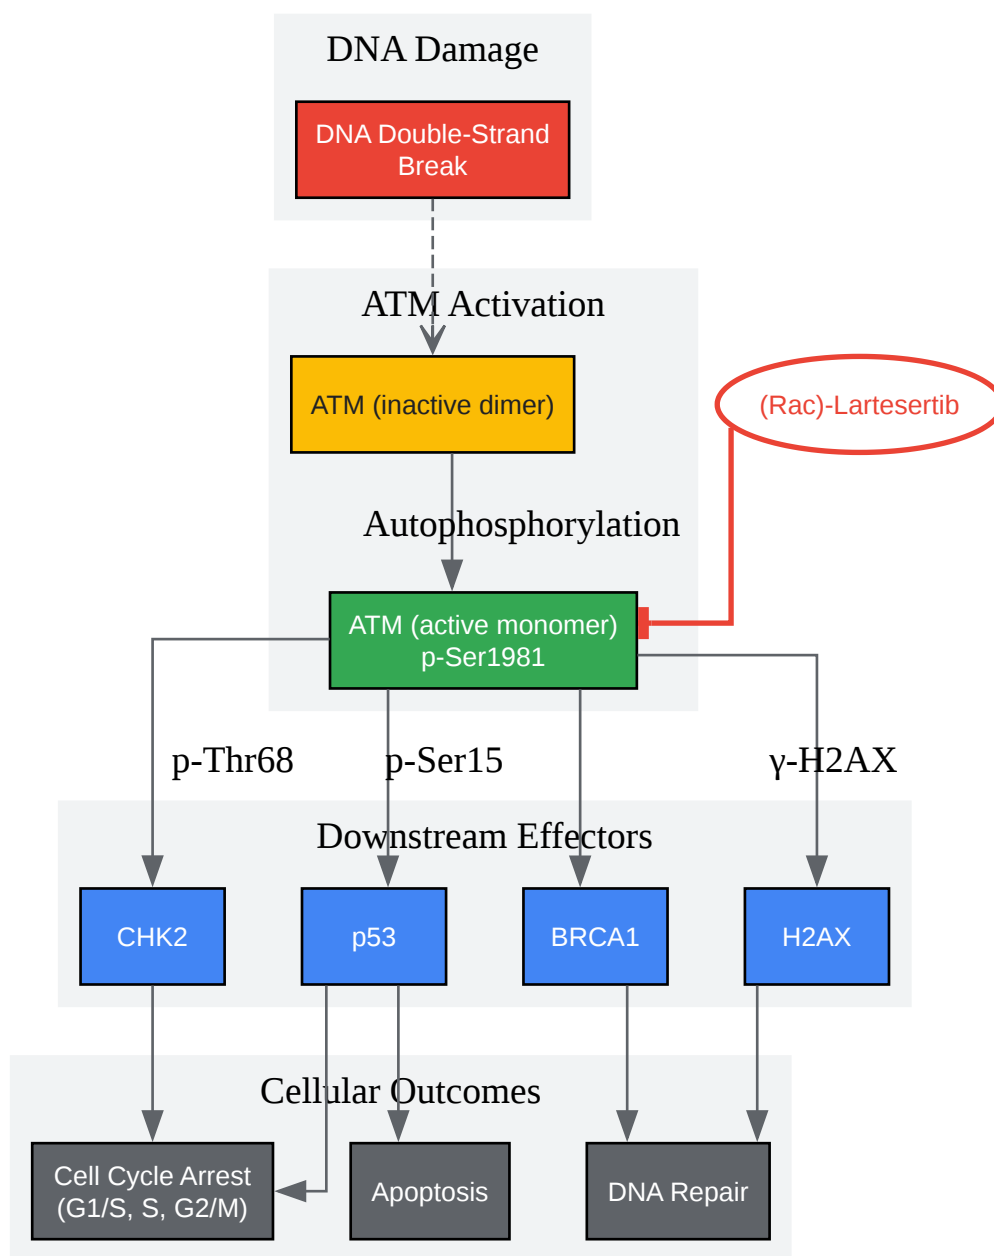 DNA Damage
DNA Double-Strand
Break
ATM Activation
ATM (inactive dimer)
(Rac)-Lartesertib
Autophosphorylation
ATM (active monomer)
p-Ser1981
p-Thr68
p-Ser15
γ-H2AX
Downstream Effectors
CHK2
p53
BRCA1
H2AX
Cellular Outcomes
Cell Cycle Arrest
(G1/S, S, G2/M)
Apoptosis
DNA Repair